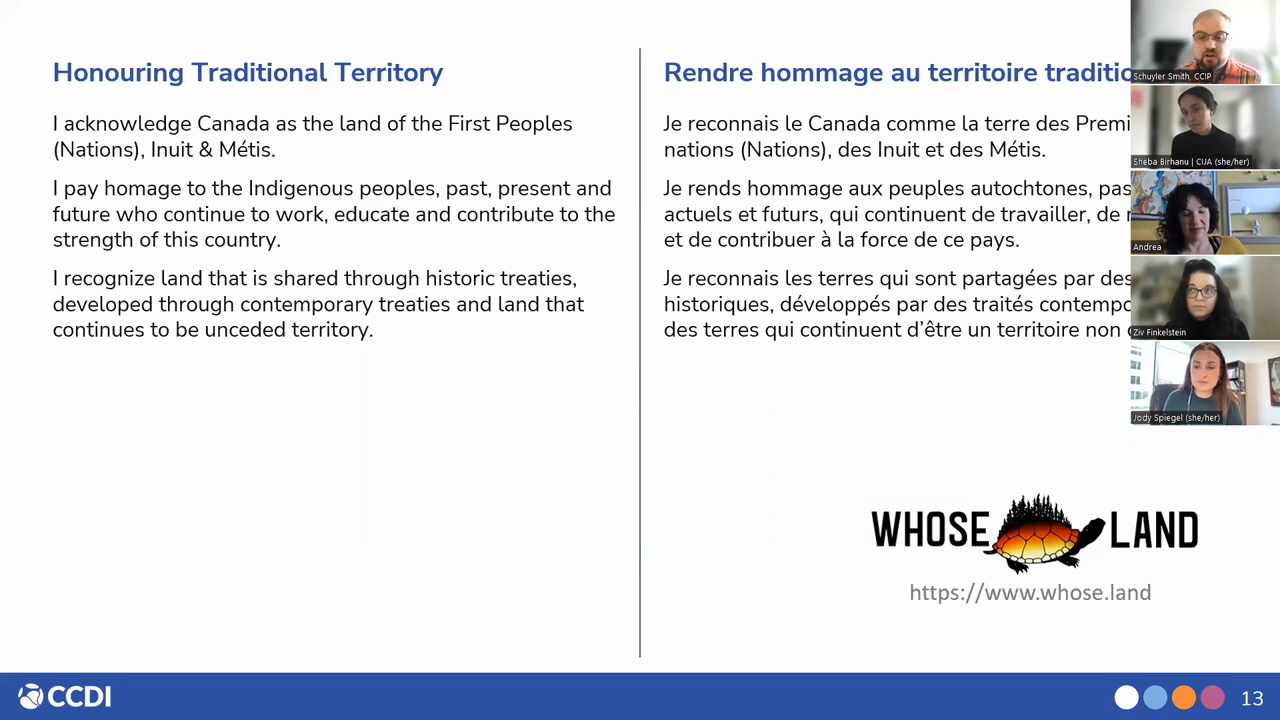 Honouring Traditional Territory
I acknowledge Canada as the land of the First Peoples
(Nations), Inuit & Métis.
I pay homage to the Indigenous peoples, past, present and
future who continue to work, educate and contribute to the
strength of this country.
I recognize land that is shared through historic treaties,
developed through contemporary treaties and land that
continues to be unceded territory.
Rendre hommage au territoire
Je reconnais le Canada comme la terre des
nations (Nations), des Inuit et des Métis.
Je rends hommage aux peuples autochtones,
actuels et futurs, qui continuent de travailler, de
et de contribuer à la force de ce pays.
Je reconnais les terres qui sont partagées par des
historiques, développés par des traités
des terres qui continuent d’être un territoire non
WHOSE LAND
https://www.whose.land
Schuyler Smith, CCIP
Sheba Birhanu | CIJA (she/her)
Andrea
Ziv Finkelstein
Jody Spiegel (she/her)
CCDI
13